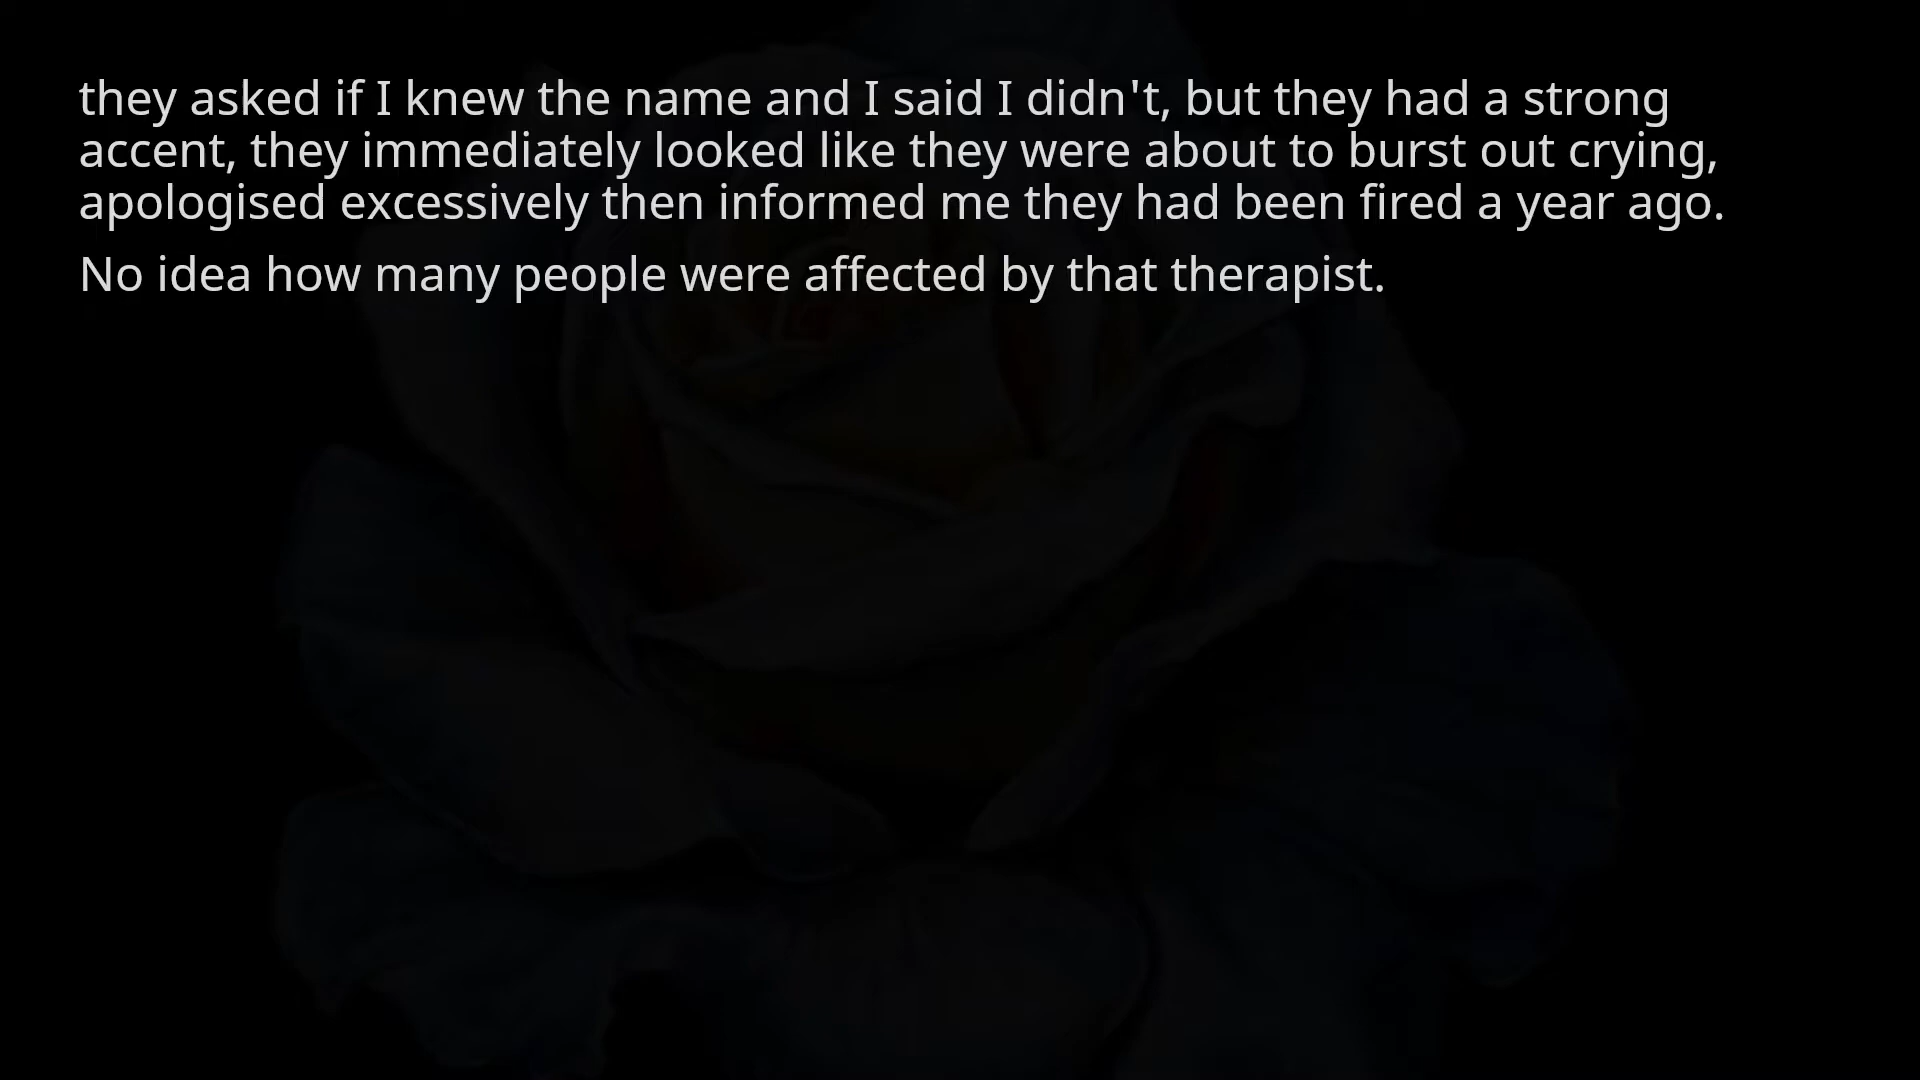 they asked if I knew the name and I said I didn't, but they had a strong
accent, they immediately looked like they were about to burst out crying,
apologised excessively then informed me they had been fired a year ago.
No idea how many people were affected by that therapist.